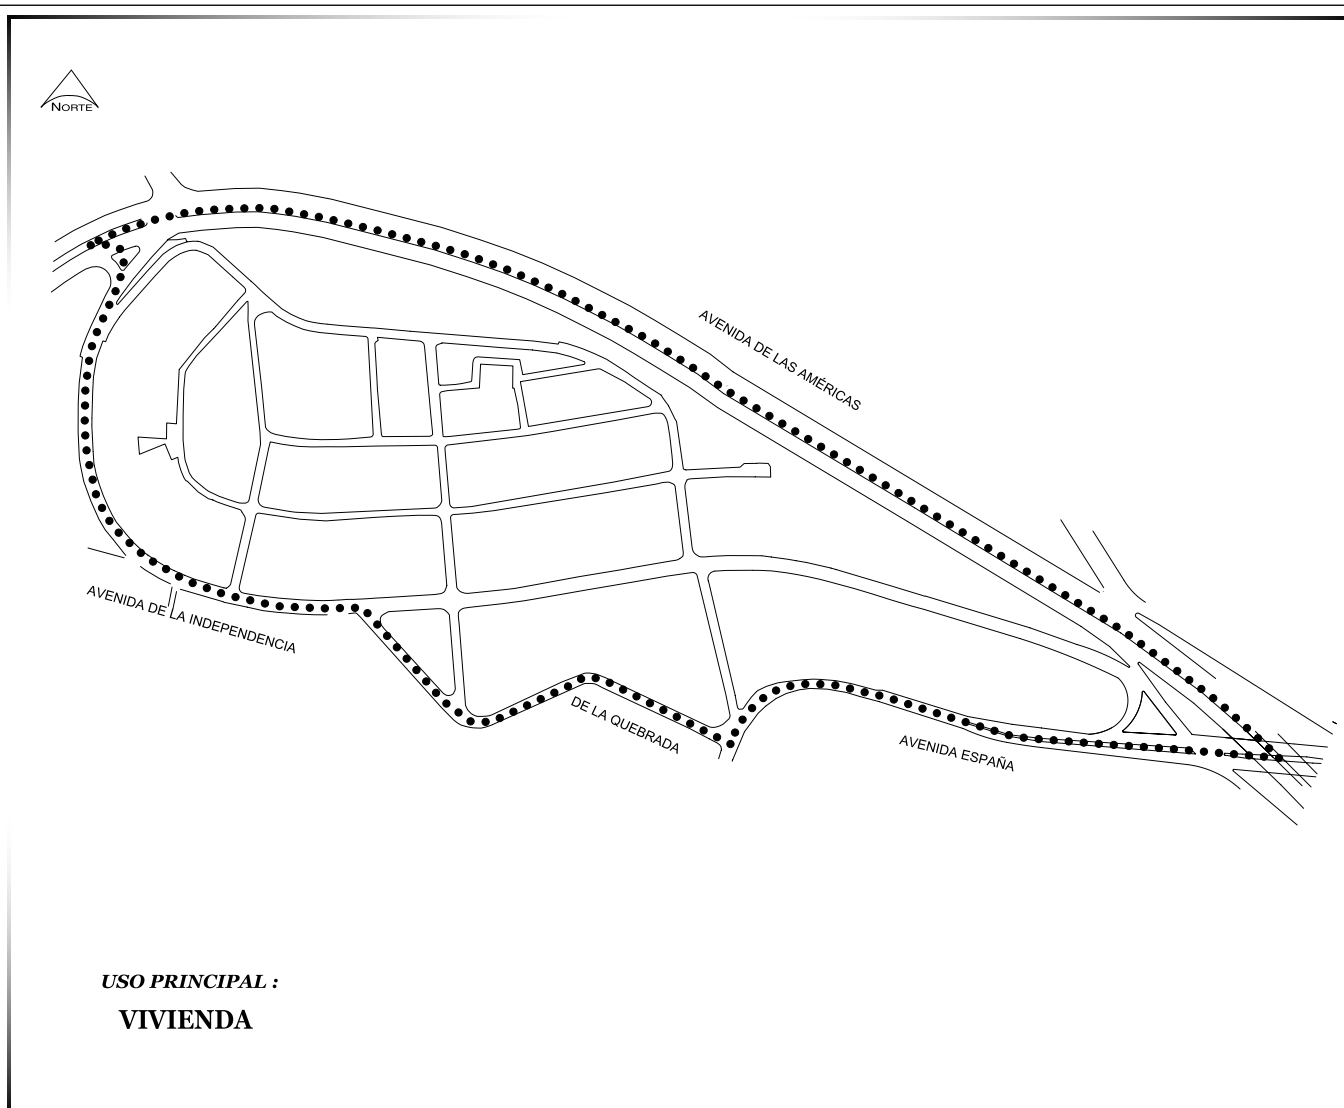 NORTE
AVENIDA DE LAS AMÉRICAS
AVENIDA DE LA INDEPENDENCIA
DE LA QUEBRADA
AVENIDA ESPAÑA
USO PRINCIPAL :
VIVIENDA